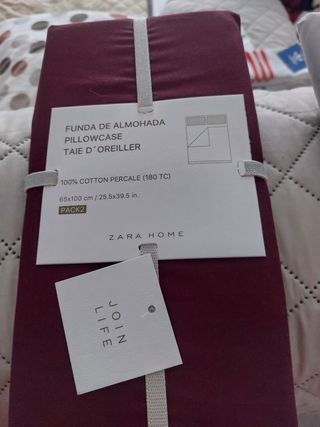 FUNDA DE ALMOHADA
PILLOWCASE
TAIE D´OREILLER
100% COTTON PERCALE (180 TC)
65x100 cm / 25.5x39.5 in.
PACK2
ZARA HOME
JOIN
LIFE